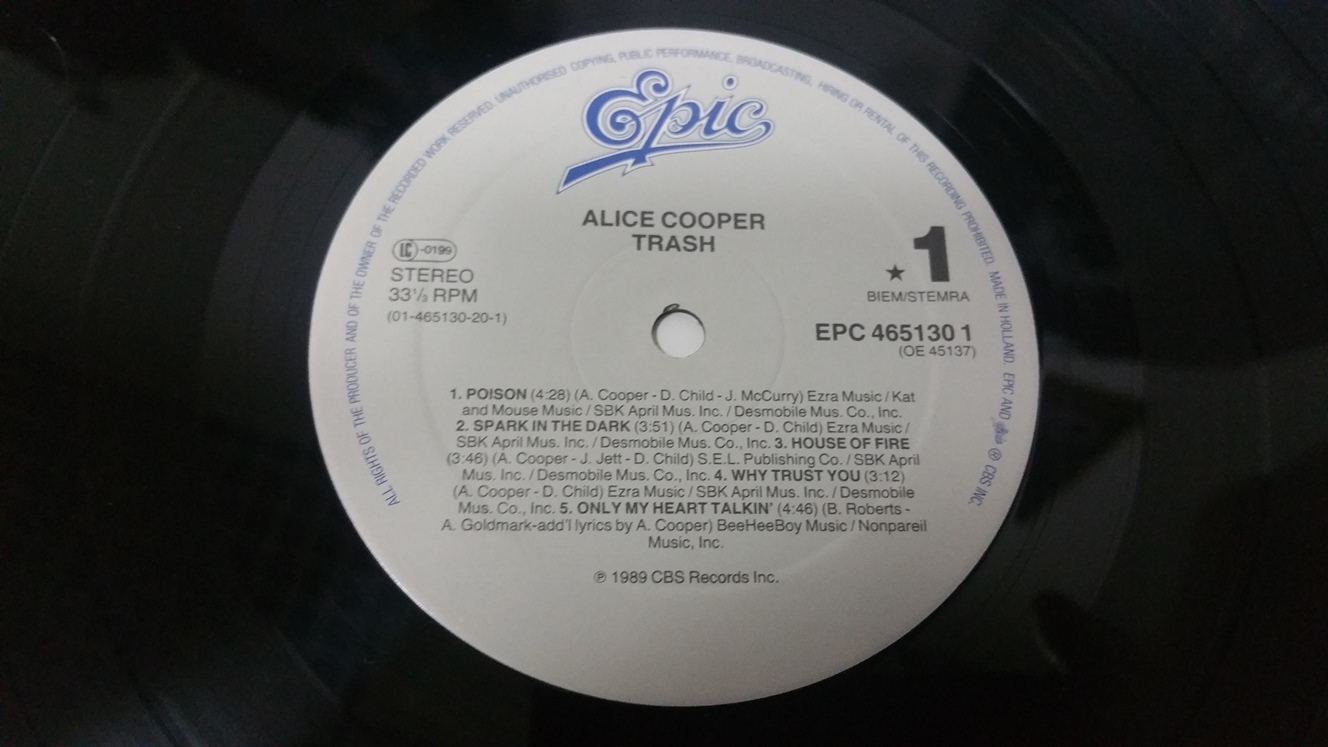 ALL RIGHTS OF THE PRODUCER AND OF THE OWNER OF THE RECORDED WORK RESERVED. UNAUTHORISED COPYING, PUBLIC PERFORMANCE, BROADCASTING, HIRING OR RENTAL OF THIS RECORDING PROHIBITED. MADE IN HOLLAND. EPIC AND ℗ CBS INC.
Epic
ALICE COOPER
TRASH
LC-0199
STEREO
33⅓ RPM
(01-465130-20-1)
★ 1
BIEM/STEMRA
EPC 465130 1
(OE 45137)
1. POISON (4:28) (A. Cooper - D. Child - J. McCurry) Ezra Music / Kat
and Mouse Music / SBK April Mus. Inc. / Desmobile Mus. Co., Inc.
2. SPARK IN THE DARK (3:51) (A. Cooper - D. Child) Ezra Music /
SBK April Mus. Inc. / Desmobile Mus. Co., Inc. 3. HOUSE OF FIRE
(3:46) (A. Cooper - J. Jett - D. Child) S.E.L. Publishing Co. / SBK April
Mus. Inc. / Desmobile Mus. Co., Inc. 4. WHY TRUST YOU (3:12)
(A. Cooper - D. Child) Ezra Music / SBK April Mus. Inc. / Desmobile
Mus. Co., Inc. 5. ONLY MY HEART TALKIN' (4:46) (B. Roberts -
A. Goldmark-add'l lyrics by A. Cooper) BeeHeeBoy Music / Nonpareil
Music, Inc.
℗ 1989 CBS Records Inc.